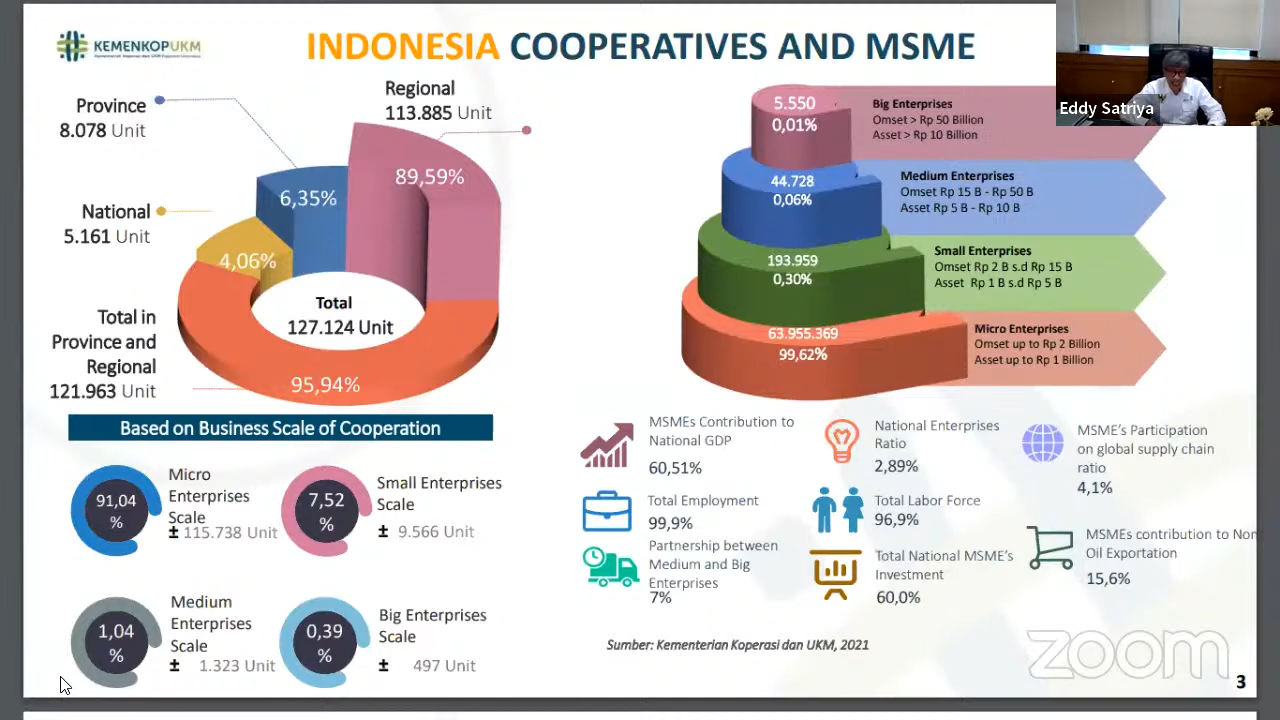 KEMENKOPUKM
INDONESIA COOPERATIVES AND MSME
Eddy Satriya
Province
8.078 Unit
Regional
113.885 Unit
National
5.161 Unit
Total in
Province and
Regional
121.963 Unit
6,35%
89,59%
4,06%
95,94%
Total
127.124 Unit
5.550
0,01%
Big Enterprises
Omset > Rp 50 Billion
Asset > Rp 10 Billion
44.728
0,06%
Medium Enterprises
Omset Rp 15 B - Rp 50 B
Asset Rp 5 B - Rp 10 B
193.959
0,30%
Small Enterprises
Omset Rp 2 B s.d Rp 15 B
Asset Rp 1 B s.d Rp 5 B
63.955.369
99,62%
Micro Enterprises
Omset up to Rp 2 Billion
Asset up to Rp 1 Billion
Based on Business Scale of Cooperation
91,04
%
Micro
Enterprises
Scale
± 115.738 Unit
7,52
%
Small Enterprises
Scale
± 9.566 Unit
1,04
%
Medium
Enterprises
Scale
± 1.323 Unit
0,39
%
Big Enterprises
Scale
± 497 Unit
MSMEs Contribution to
National GDP
60,51%
National Enterprises
Ratio
2,89%
MSME's Participation
on global supply chain
ratio
4,1%
Total Employment
99,9%
Total Labor Force
96,9%
MSMEs contribution to Non
Oil Exportation
15,6%
Partnership between
Medium and Big
Enterprises
7%
Total National MSME's
Investment
60,0%
Sumber: Kementerian Koperasi dan UKM, 2021
zoom
3